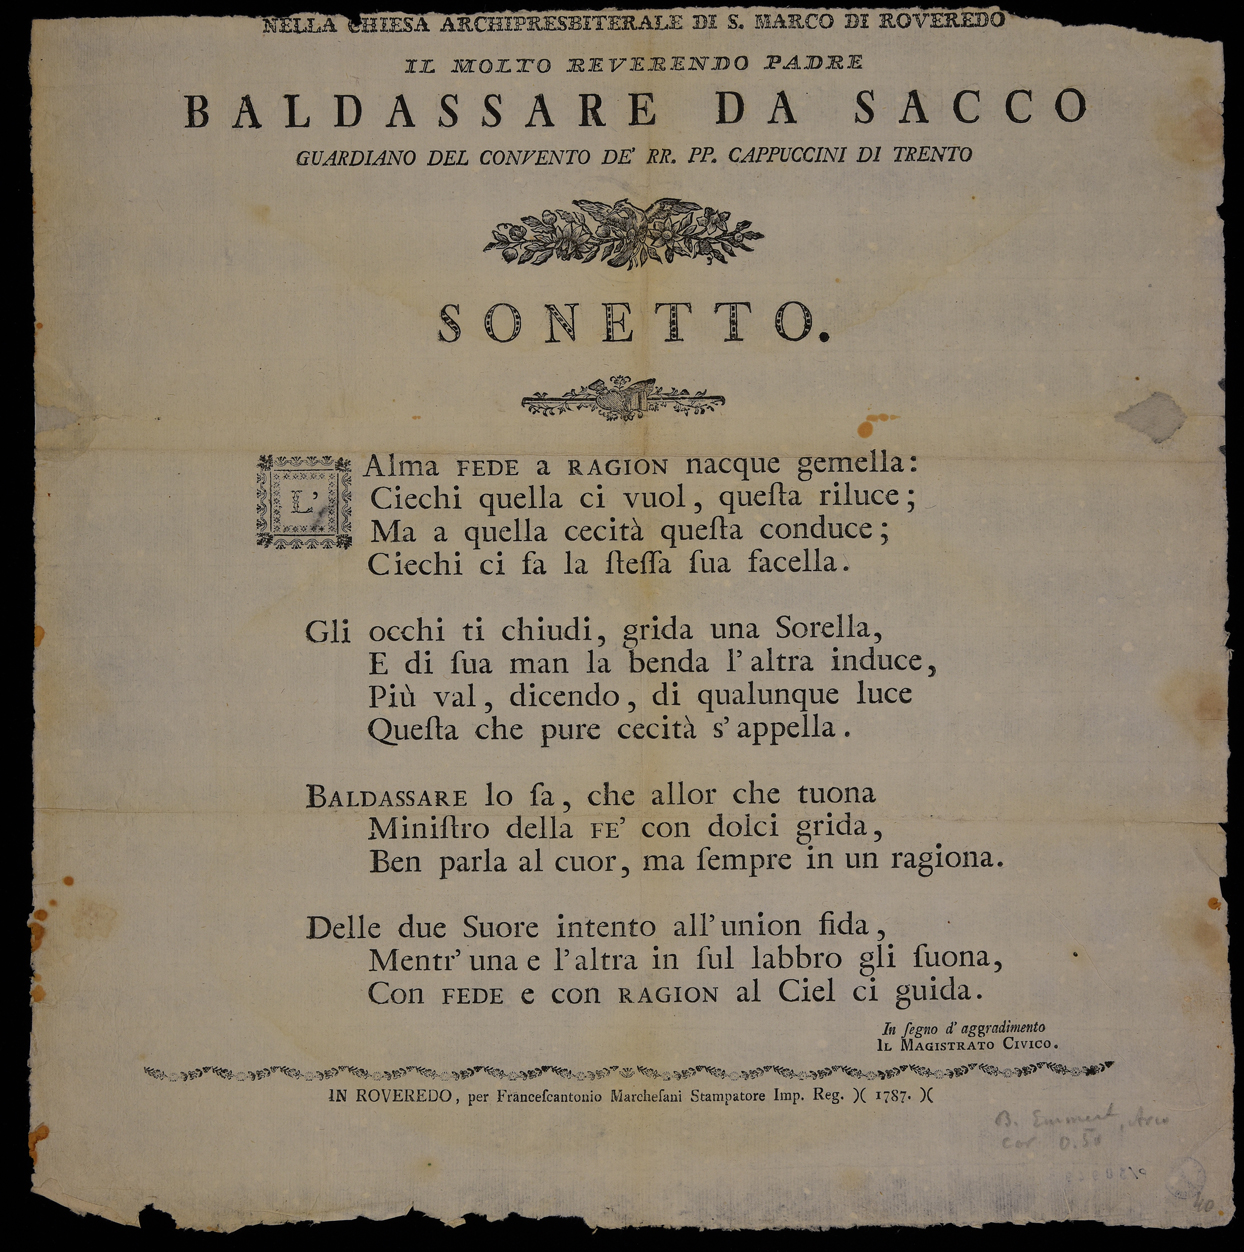 NELLA CHIESA ARCHIPRESBITERALE DI S. MARCO DI ROVEREDO
IL MOLTO REVERENDO PADRE
BALDASSARE DA SACCO
GUARDIANO DEL CONVENTO DE' RR. PP. CAPPUCCINI DI TRENTO
SONETTO.
L'Alma FEDE a RAGION nacque gemella:
Ciechi quella ci vuol, queſta riluce;
Ma a quella cecità queſta conduce;
Ciechi ci fa la ſteſſa ſua facella.
Gli occhi ti chiudi, grida una Sorella,
E di ſua man la benda l'altra induce,
Più val, dicendo, di qualunque luce
Queſta che pure cecità s'appella.
BALDASSARE lo ſa, che allor che tuona
Miniſtro della FE' con dolci grida,
Ben parla al cuor, ma ſempre in un ragiona.
Delle due Suore intento all'union fida,
Mentr'una e l'altra in ſul labbro gli ſuona,
Con FEDE e con RAGION al Ciel ci guida.
In ſegno d'aggradimento
IL MAGISTRATO CIVICO.
IN ROVEREDO, per Franceſcantonio Marcheſani Stampatore Imp. Reg. )( 1787. )(
B. Emmert, Arco
cor 0.50
40